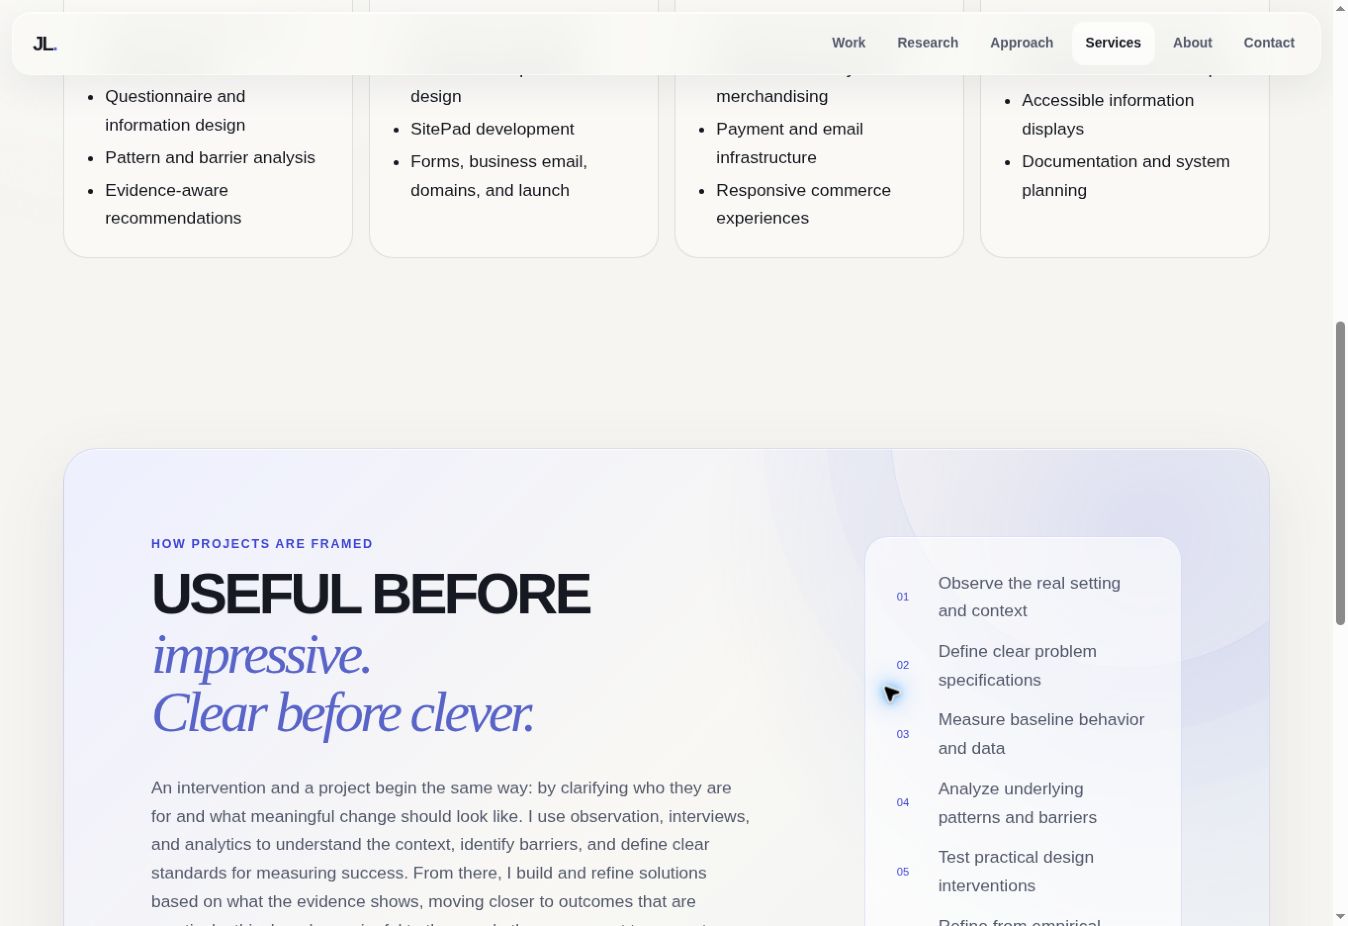 JL.
Work
Research
Approach
Services
About
Contact
Questionnaire and
information design
Pattern and barrier analysis
Evidence-aware
recommendations
design
SitePad development
Forms, business email,
domains, and launch
merchandising
Payment and email
infrastructure
Responsive commerce
experiences
Accessible information
displays
Documentation and system
planning
HOW PROJECTS ARE FRAMED
USEFUL BEFORE
impressive.
Clear before clever.
An intervention and a project begin the same way: by clarifying who they are
for and what meaningful change should look like. I use observation, interviews,
and analytics to understand the context, identify barriers, and define clear
standards for measuring success. From there, I build and refine solutions
based on what the evidence shows, moving closer to outcomes that are
01
Observe the real setting
and context
02
Define clear problem
specifications
03
Measure baseline behavior
and data
04
Analyze underlying
patterns and barriers
05
Test practical design
interventions
Refine from empirical